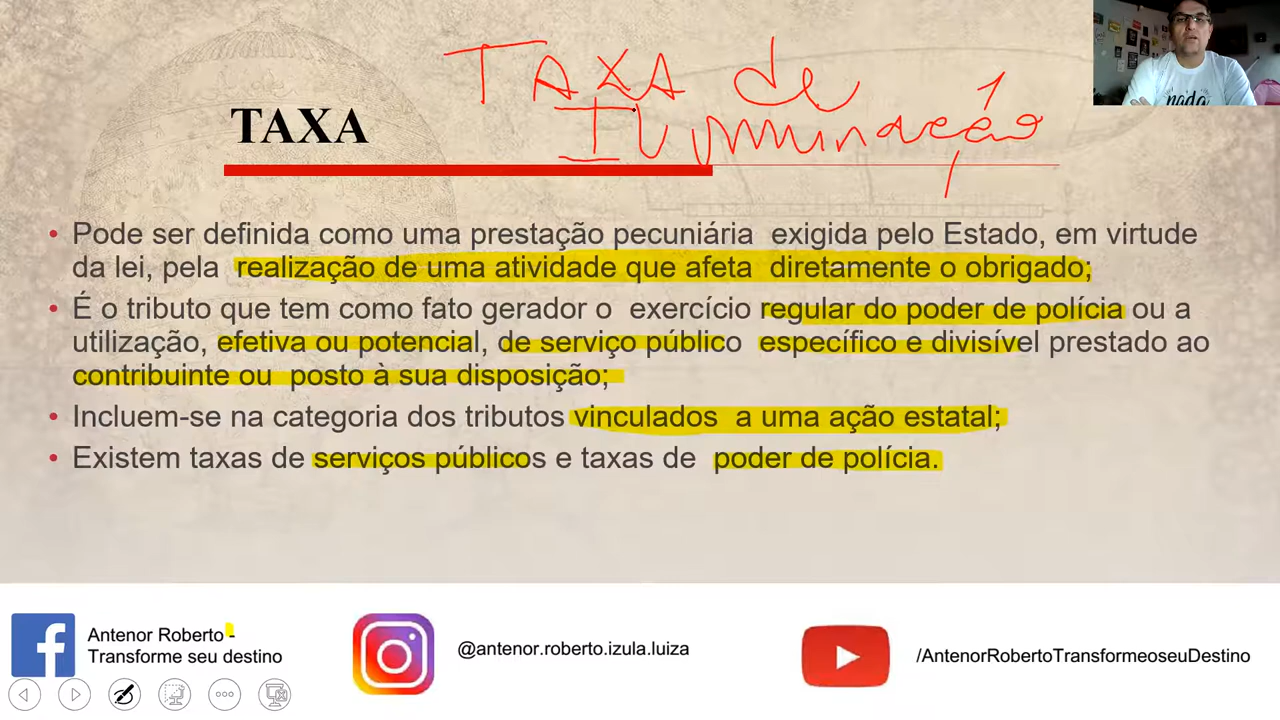 TAXA de
Iluminação
TAXA
nada
• Pode ser definida como uma prestação pecuniária exigida pelo Estado, em virtude
da lei, pela realização de uma atividade que afeta diretamente o obrigado;
• É o tributo que tem como fato gerador o exercício regular do poder de polícia ou a
utilização, efetiva ou potencial, de serviço público específico e divisível prestado ao
contribuinte ou posto à sua disposição;
• Incluem-se na categoria dos tributos vinculados a uma ação estatal;
• Existem taxas de serviços públicos e taxas de poder de polícia.
Antenor Roberto -
Transforme seu destino
@antenor.roberto.izula.luiza
/AntenorRobertoTransformeoseuDestino